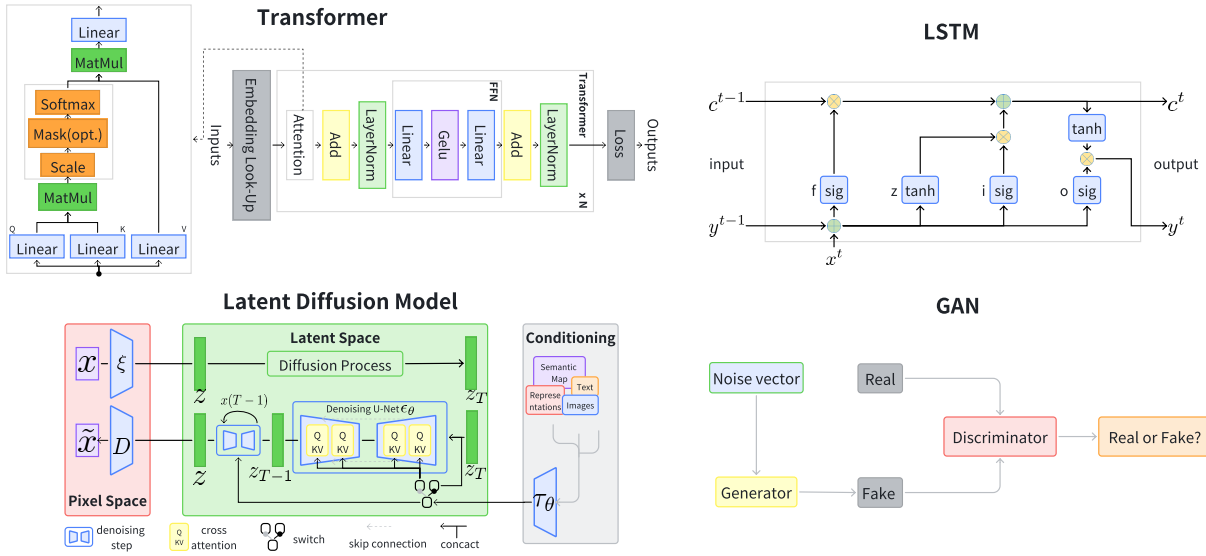 Transformer
Linear
MatMul
Softmax
Mask(opt.)
Scale
MatMul
Q
K
V
Linear
Linear
Linear
Inputs
Embedding Look-Up
Attention
Add
LayerNorm
FFN
Linear
Gelu
Linear
Add
LayerNorm
Transformer
x N
Loss
Outputs
LSTM
c^{t-1}
c^t
tanh
input
output
f
sig
z
tanh
i
sig
o
sig
y^{t-1}
y^t
x^t
Latent Diffusion Model
x
ξ
x̃
D
Pixel Space
Latent Space
Diffusion Process
z
z_T
x(T − 1)
Denoising U-Net ϵ_θ
Q
KV
Q
KV
Q
KV
Q
KV
z
z_{T−1}
z_T
Conditioning
Semantic
Map
Text
Represe
ntations
Images
τ_θ
denoising
step
Q
KV
cross
attention
switch
skip connection
concact
GAN
Noise vector
Real
Discriminator
Real or Fake?
Generator
Fake